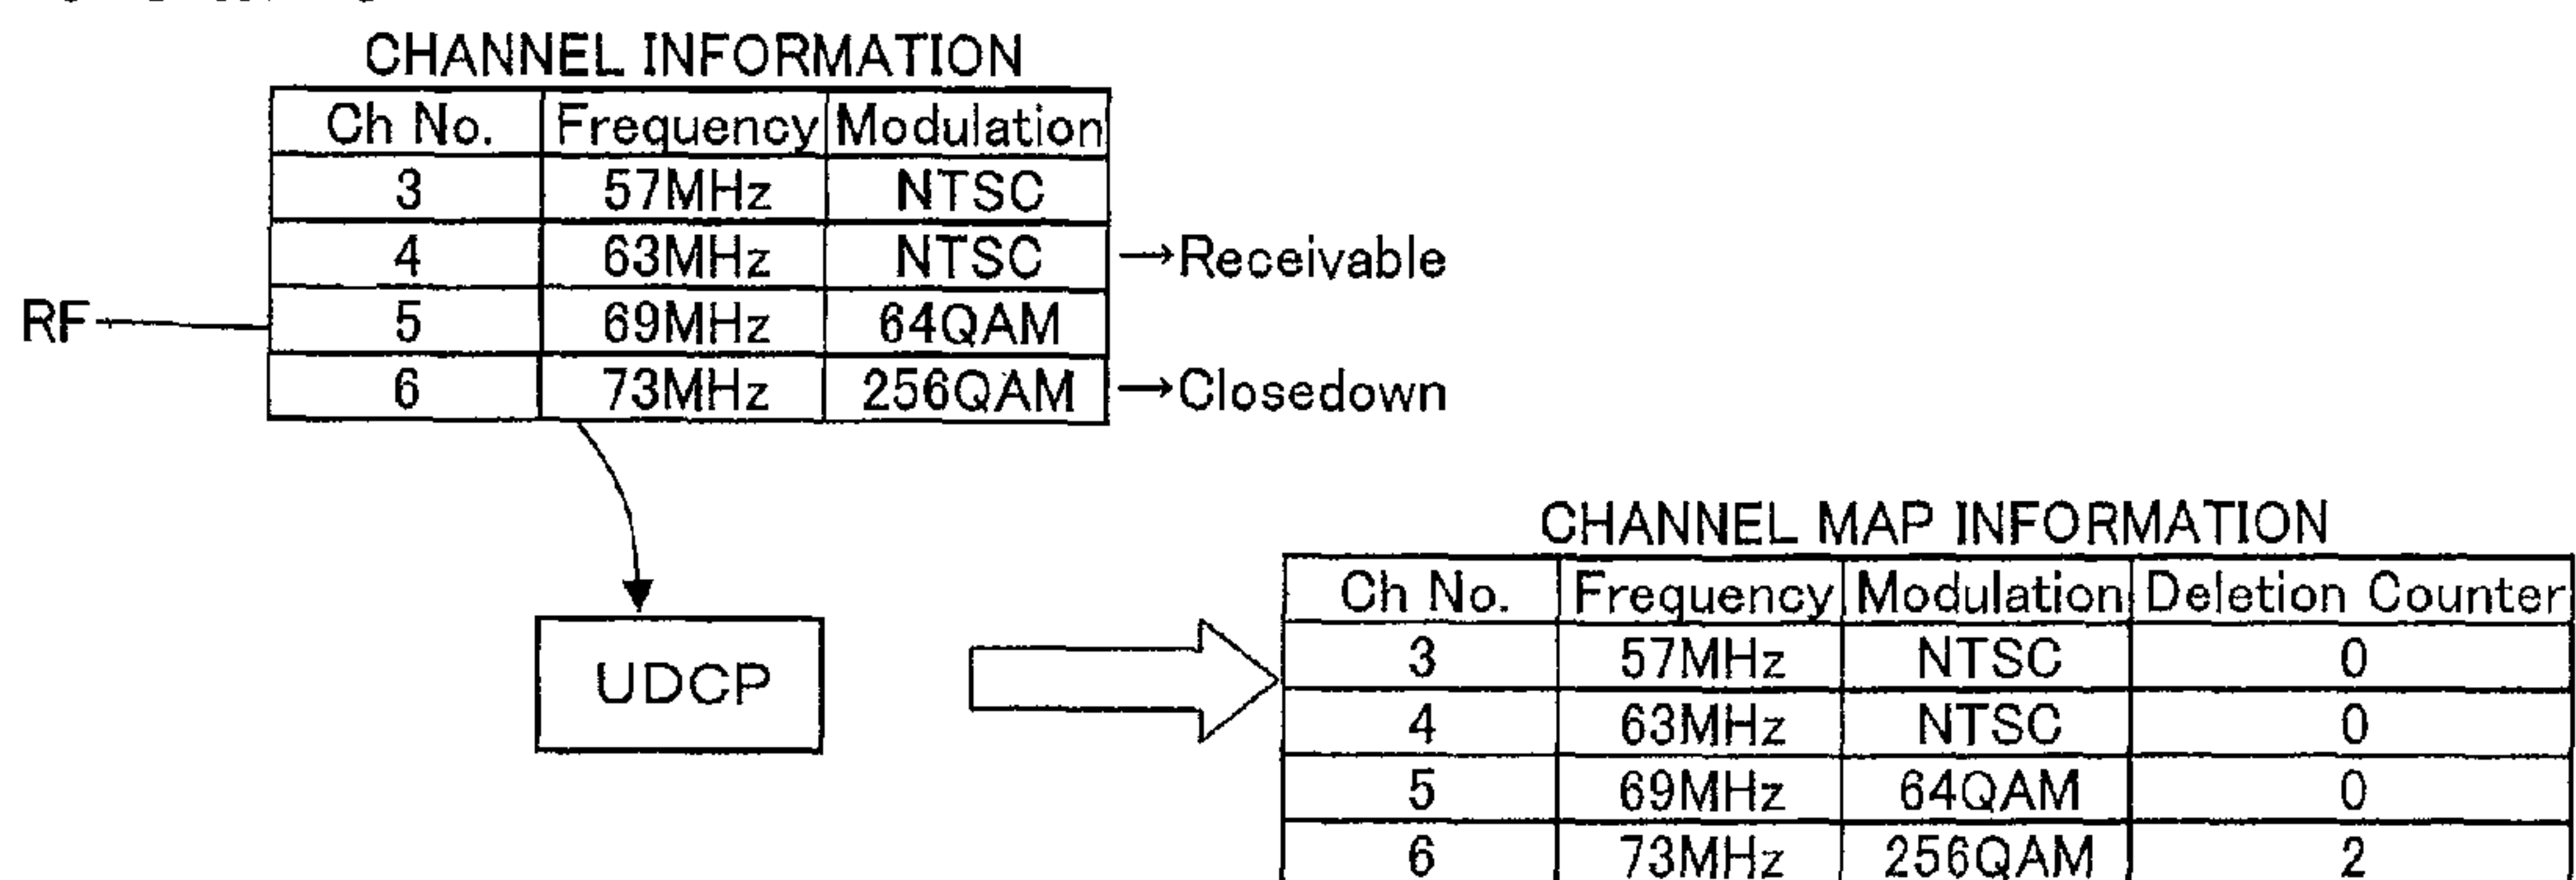 CHANNEL INFORMATION
Ch No. Frequency Modulation
3 57MHz NTSC
4 63MHz NTSC →Receivable
RF 5 69MHz 64QAM
6 73MHz 256QAM →Closedown
UDCP
CHANNEL MAP INFORMATION
Ch No. Frequency Modulation Deletion Counter
3 57MHz NTSC 0
4 63MHz NTSC 0
5 69MHz 64QAM 0
6 73MHz 256QAM 2